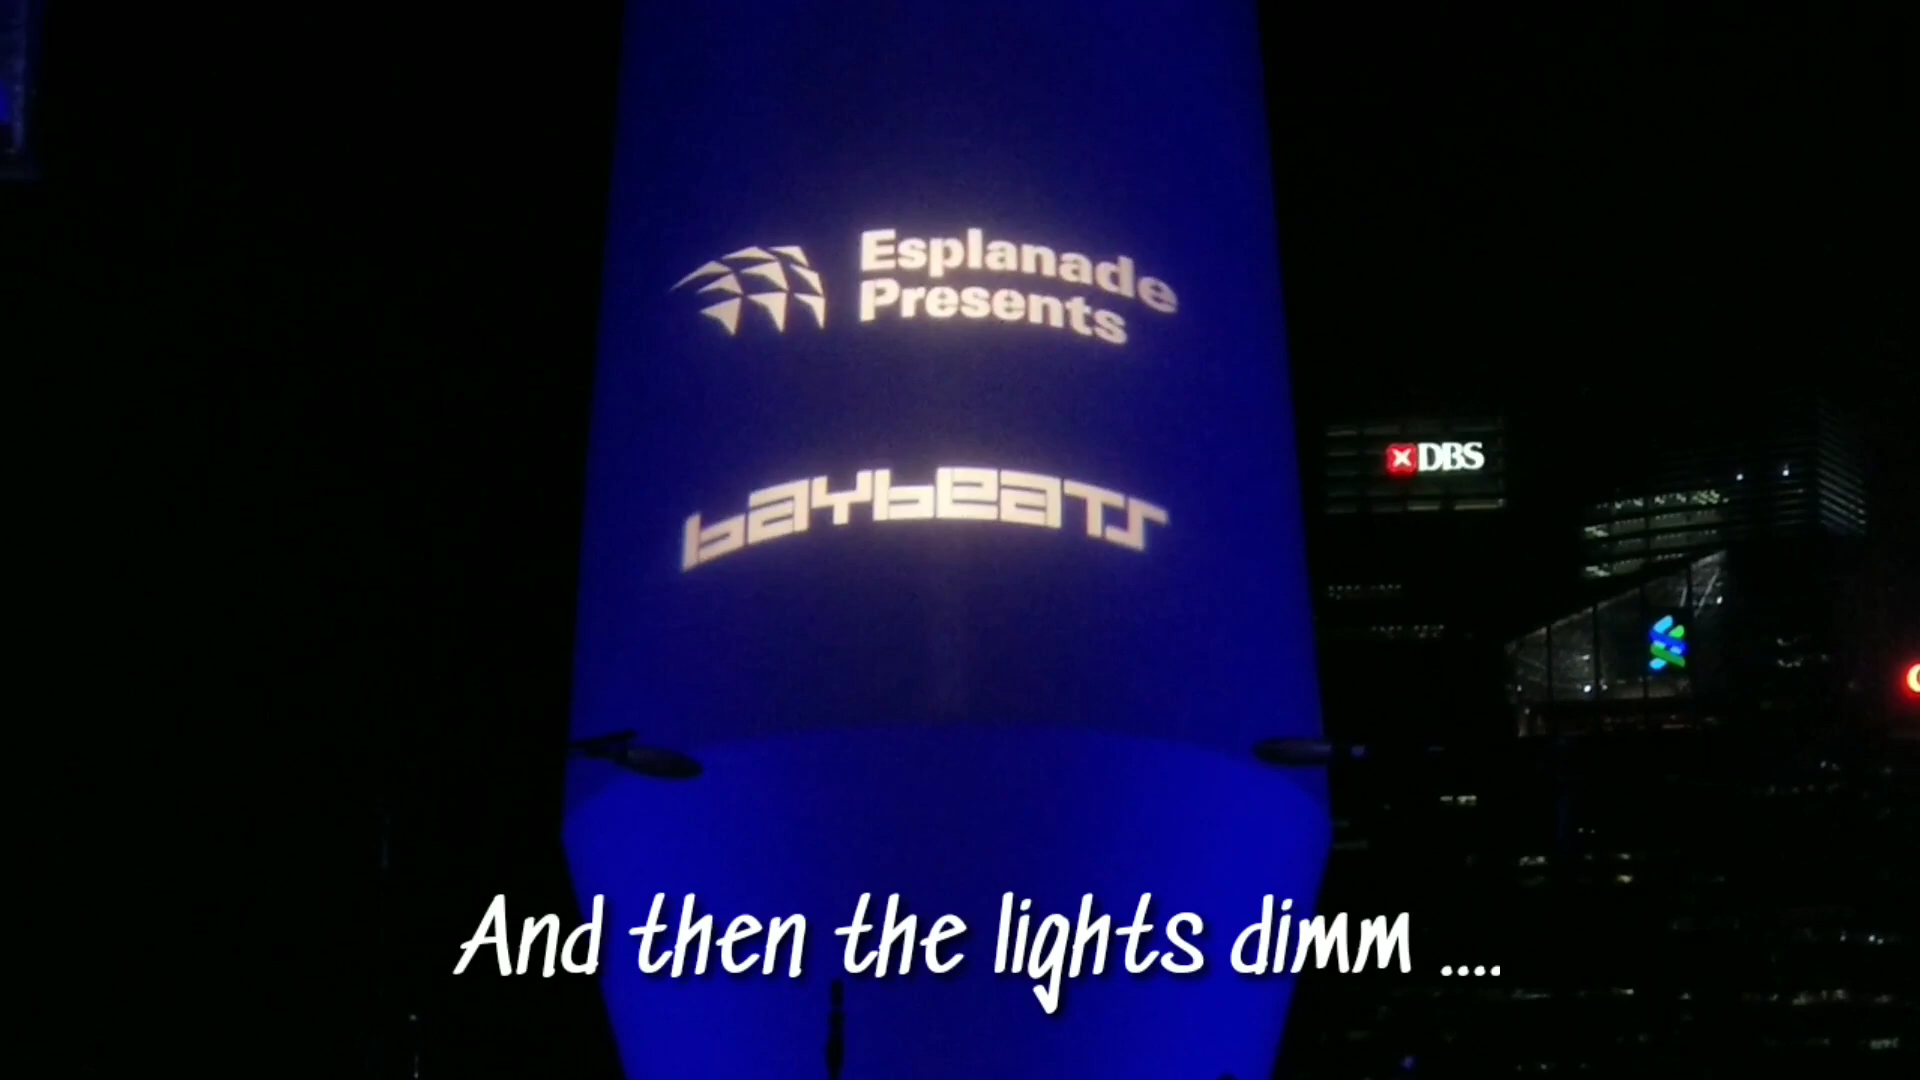 Esplanade
Presents
baybeats
DBS
And then the lights dimm ....